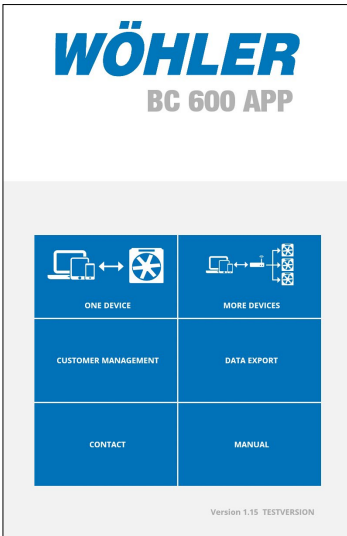 WÖHLER
BC 600 APP
ONE DEVICE
MORE DEVICES
CUSTOMER MANAGEMENT
DATA EXPORT
CONTACT
MANUAL
Version 1.15 TESTVERSION